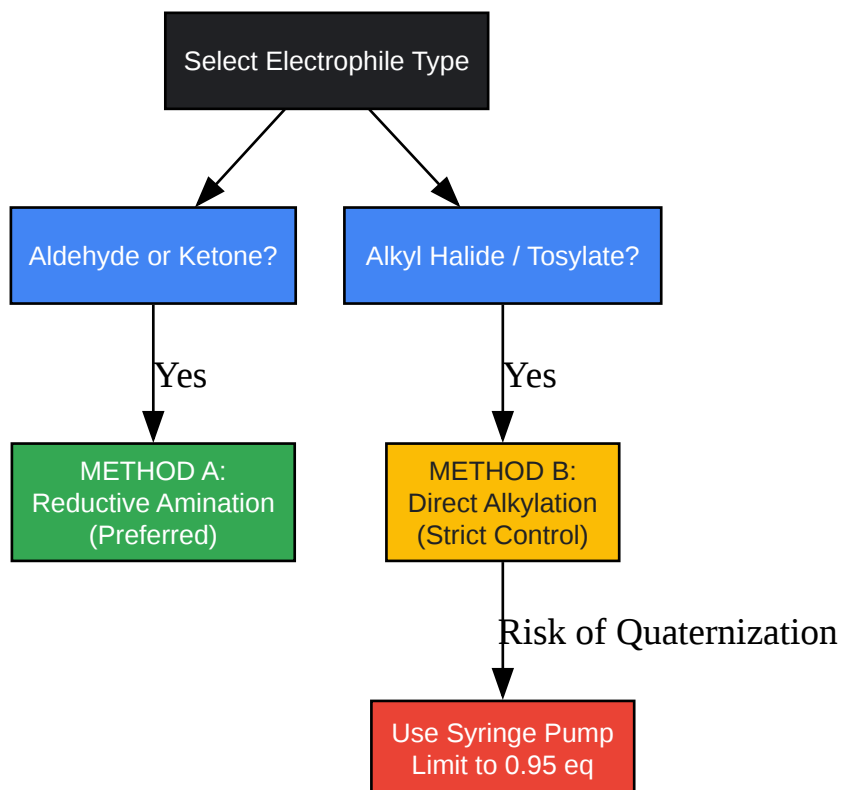 Select Electrophile Type
Aldehyde or Ketone?
Alkyl Halide / Tosylate?
Yes
Yes
METHOD A:
Reductive Amination
(Preferred)
METHOD B:
Direct Alkylation
(Strict Control)
Risk of Quaternization
Use Syringe Pump
Limit to 0.95 eq